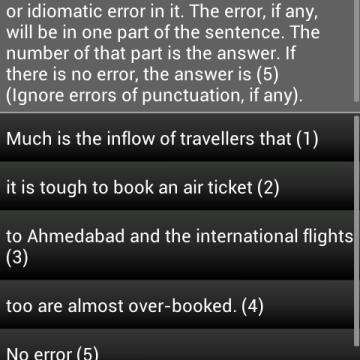 or idiomatic error in it. The error, if any,
will be in one part of the sentence. The
number of that part is the answer. If
there is no error, the answer is (5)
(Ignore errors of punctuation, if any).
Much is the inflow of travellers that (1)
it is tough to book an air ticket (2)
to Ahmedabad and the international flights
(3)
too are almost over-booked. (4)
No error (5)